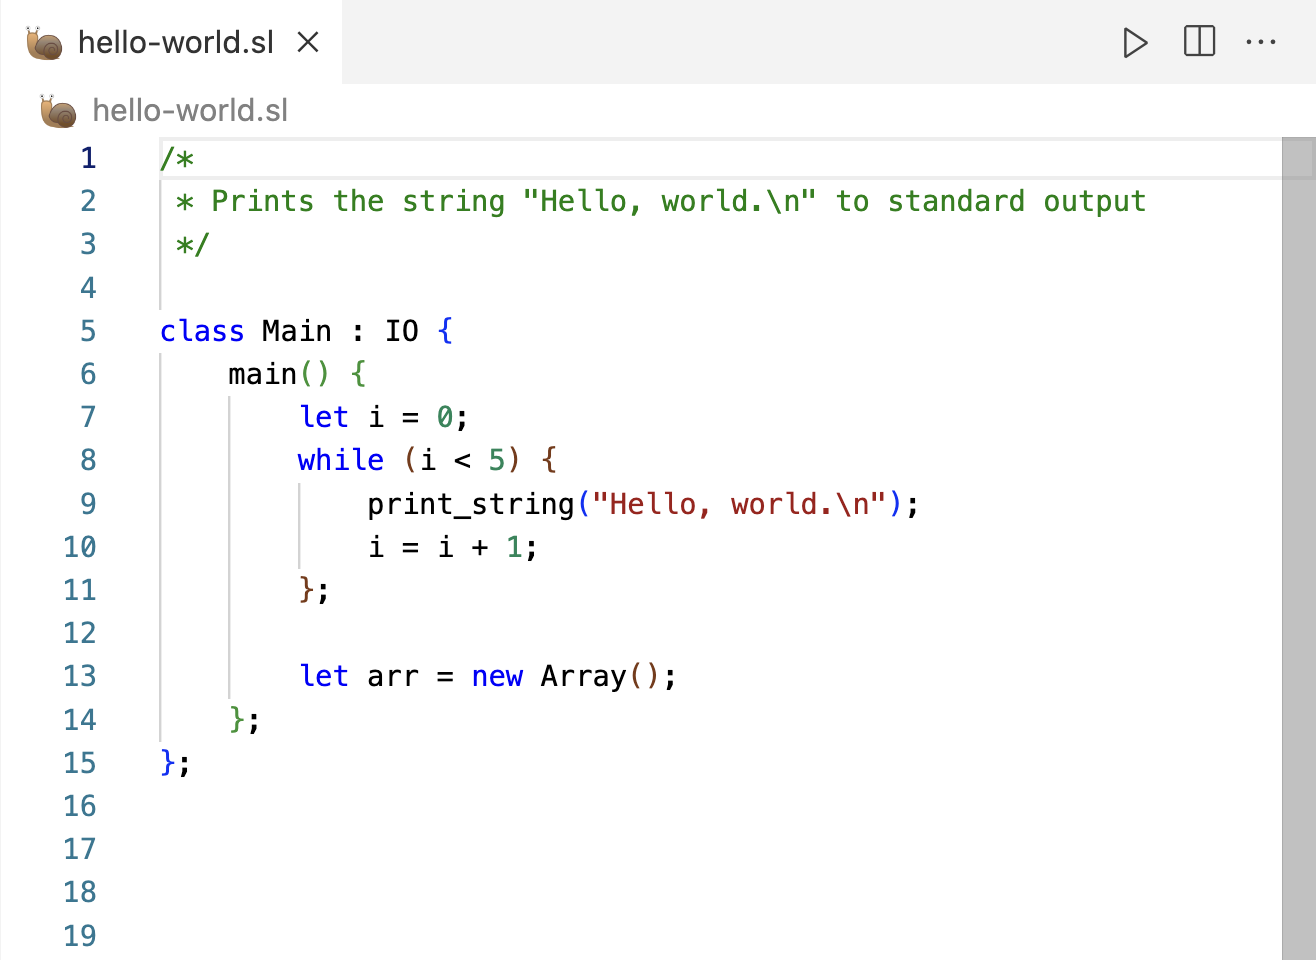 hello-world.sl
hello-world.sl
1 /*
2  * Prints the string "Hello, world.\n" to standard output
3  */
4
5 class Main : IO {
6     main() {
7         let i = 0;
8         while (i < 5) {
9             print_string("Hello, world.\n");
10             i = i + 1;
11         };
12
13         let arr = new Array();
14     };
15 };
16
17
18
19